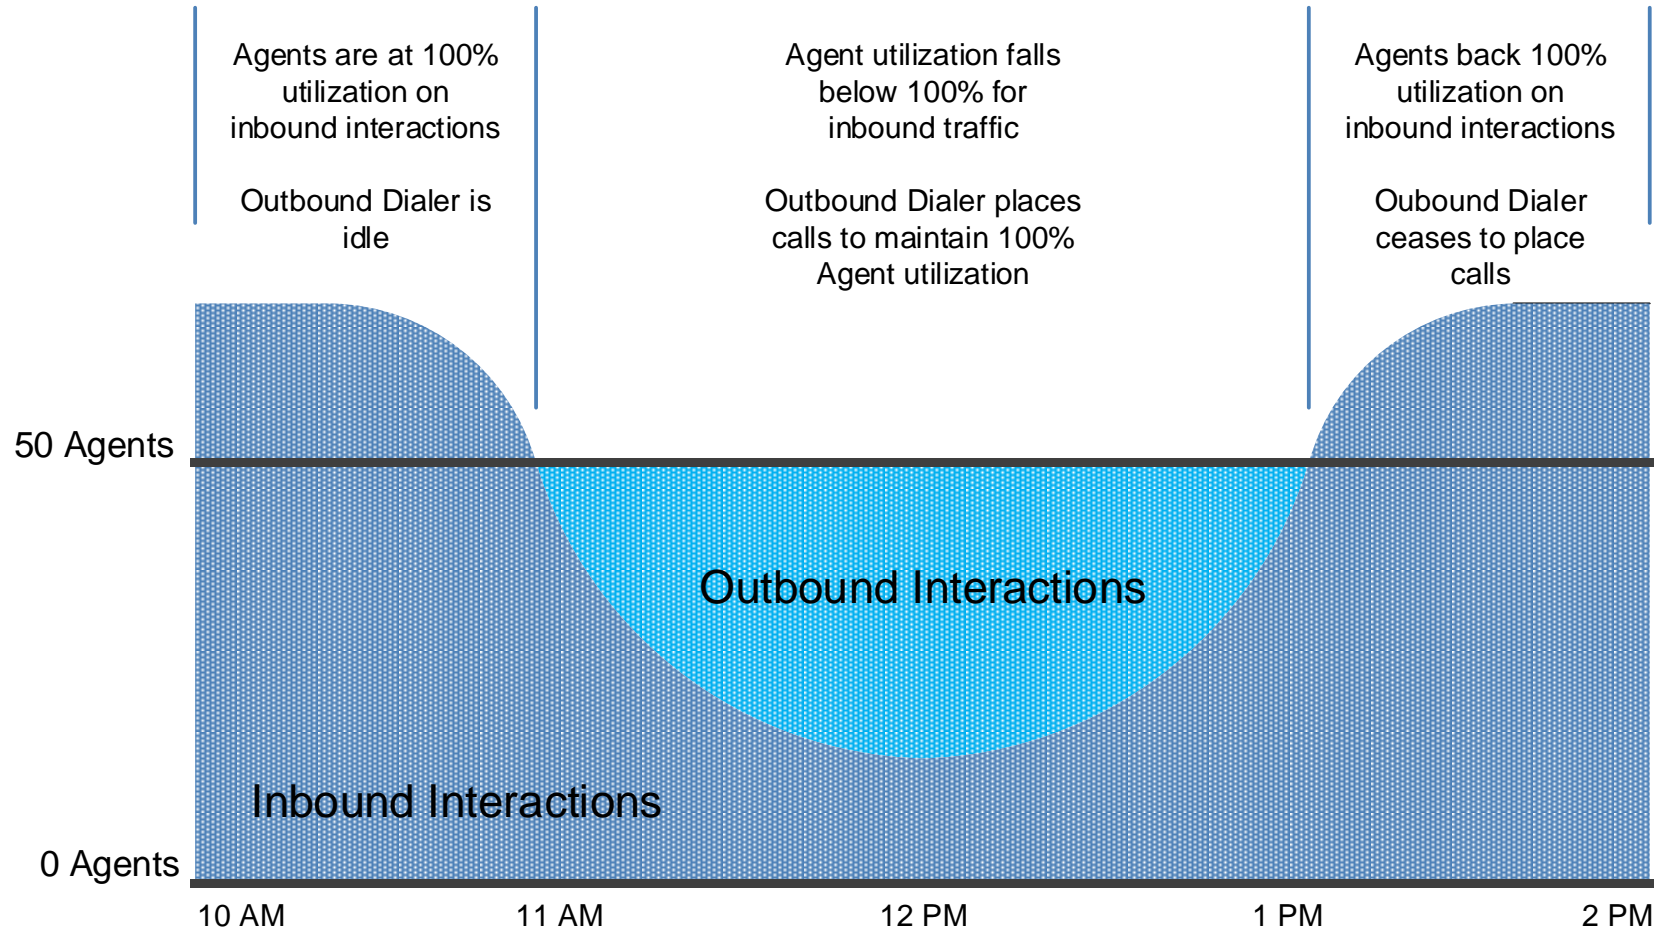 Agents are at 100%
utilization on
inbound interactions
Outbound Dialer is
idle
Agent utilization falls
below 100% for
inbound traffic
Outbound Dialer places
calls to maintain 100%
Agent utilization
Agents back 100%
utilization on
inbound interactions
Oubound Dialer
ceases to place
calls
50 Agents
Outbound Interactions
Inbound Interactions
0 Agents
10 AM 11 AM 12 PM 1 PM 2 PM